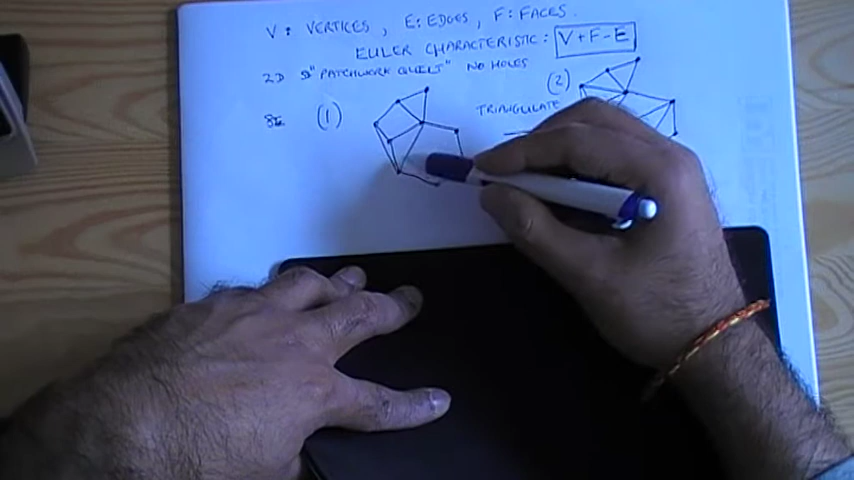 V: VERTICES, E: EDGES, F: FACES.
EULER CHARACTERISTIC: V+F-E
2D "PATCHWORK QUILT" NO HOLES
(1) TRIANGULATE (2)